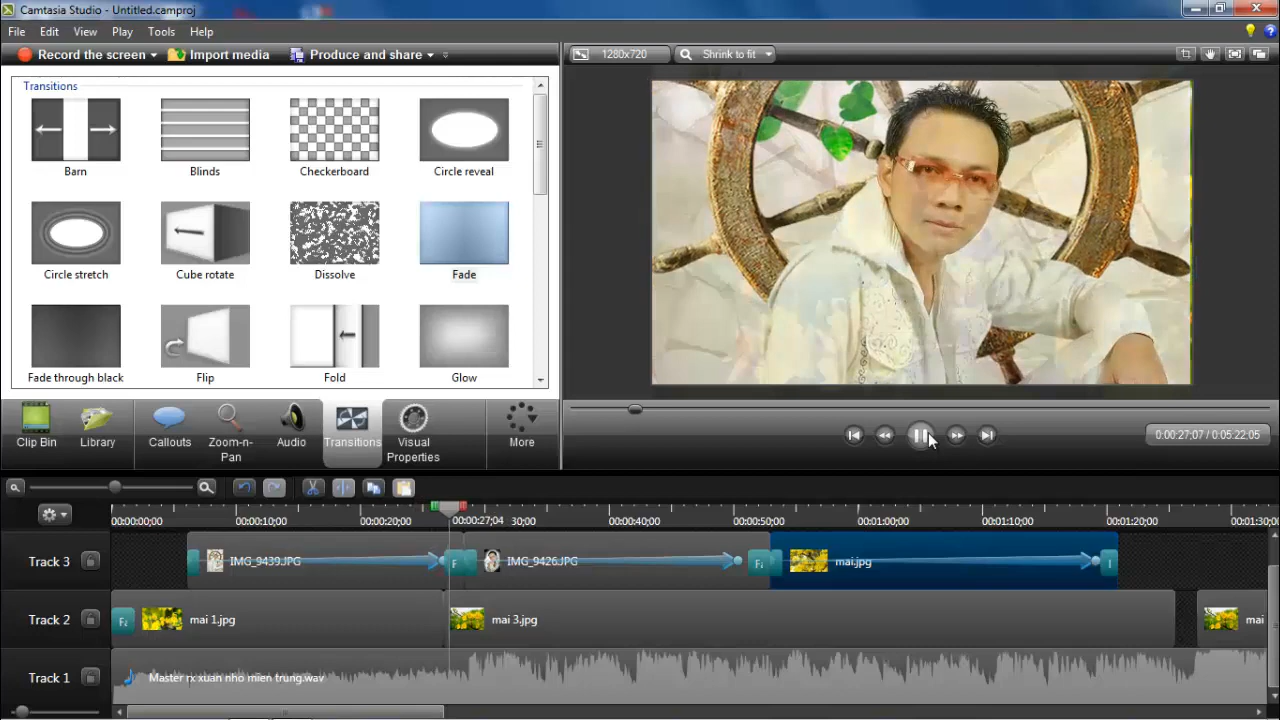 Camtasia Studio - Untitled.camproj
File Edit View Play Tools Help
Record the screen Import media Produce and share
1280x720 Shrink to fit
Transitions
Barn Blinds Checkerboard Circle reveal
Circle stretch Cube rotate Dissolve Fade
Fade through black Flip Fold Glow
Clip Bin Library Callouts Zoom-n-Pan Audio Transitions Visual Properties More
0:00:27;07 / 0:05:22;05
00:00:00;00 00:00:10;00 00:00:20;00 00:00:27;04 30;00 00:00:40;00 00:00:50;00 00:01:00;00 00:01:10;00 00:01:20;00 00:01:30;0
Track 3 IMG_9439.JPG F IMG_9426.JPG Fa mai.jpg
Track 2 Fa mai 1.jpg mai 3.jpg mai
Track 1 Master rx xuan nho mien trung.wav